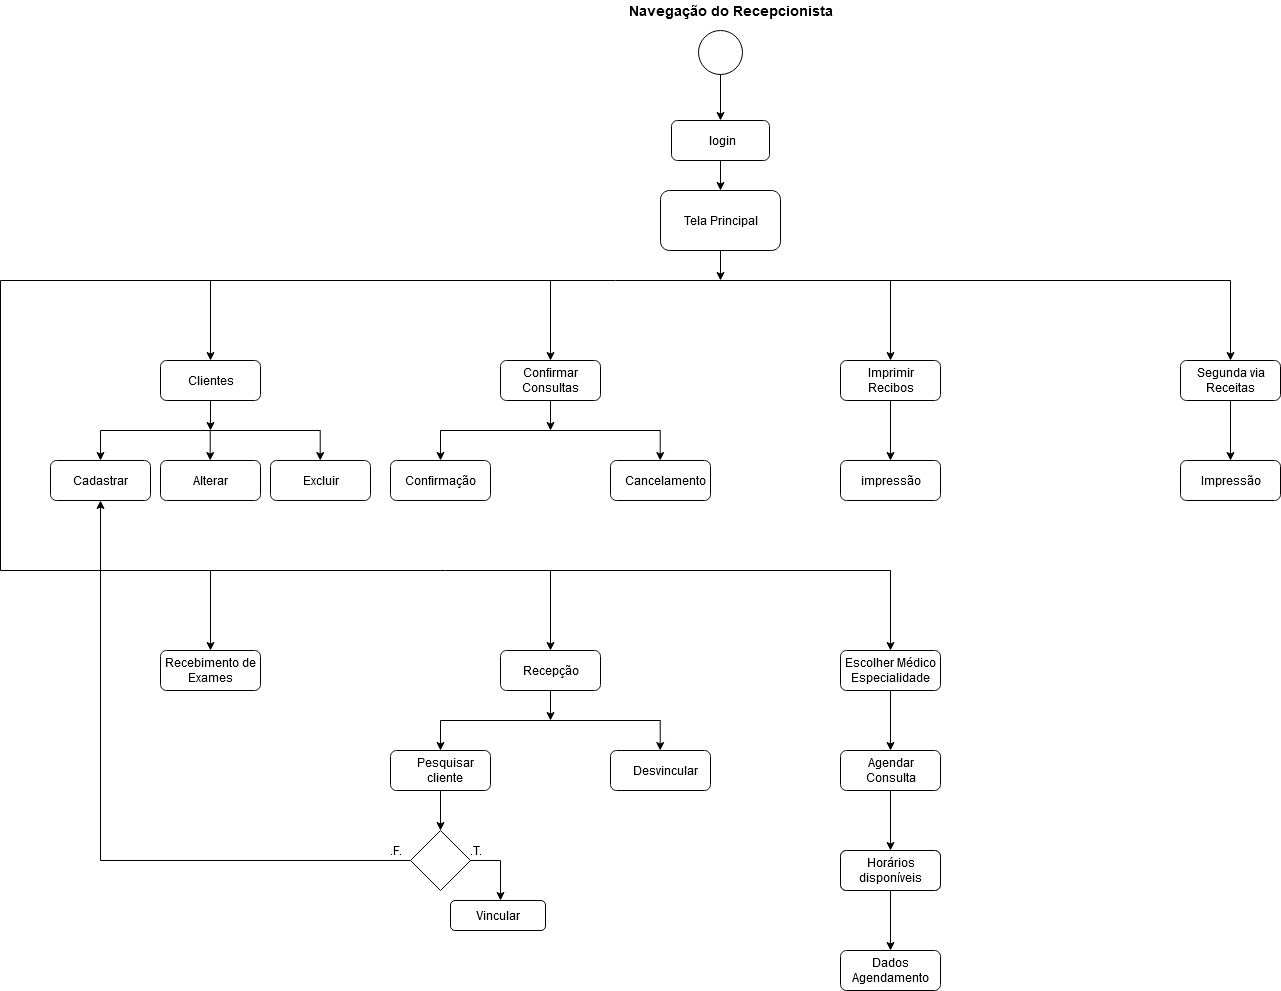 Navegação do Recepcionista
login
Tela Principal
Clientes
Confirmar
Consultas
Imprimir
Recibos
Segunda via
Receitas
Cadastrar
Alterar
Excluir
Confirmação
Cancelamento
impressão
Impressão
Recebimento de
Exames
Recepção
Escolher Médico
Especialidade
Pesquisar
cliente
Desvincular
Agendar
Consulta
.F.
.T.
Horários
disponíveis
Vincular
Dados
Agendamento